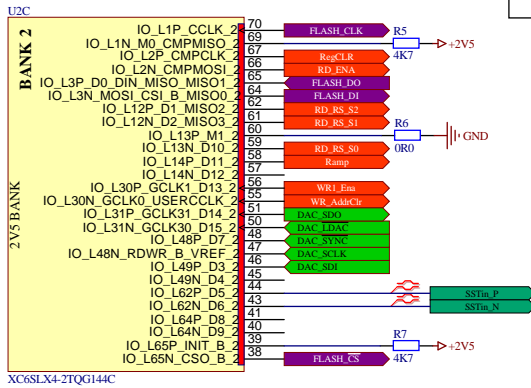 U2C
BANK 2
2V5 BANK
IO_L1P_CCLK_2 70 FLASH_CLK
IO_L1N_M0_CMPMISO_2 69 R5 4K7 +2V5
IO_L2P_CMPCLK_2 67 RegCLR
IO_L2N_CMPMOSI_2 66 RD_ENA
IO_L3P_D0_DIN_MISO_MISO1_2 65 FLASH_DO
IO_L3N_MOSI_CSI_B_MISO0_2 64 FLASH_DI
IO_L12P_D1_MISO2_2 62 RD_RS_S2
IO_L12N_D2_MISO3_2 61 RD_RS_S1
IO_L13P_M1_2 60 R6 0R0 GND
IO_L13N_D10_2 59 RD_RS_S0
IO_L14P_D11_2 58 Ramp
IO_L14N_D12_2 57
IO_L30P_GCLK1_D13_2 56 WR1_Ena
IO_L30N_GCLK0_USERCCLK_2 55 WR_AddrClr
IO_L31P_GCLK31_D14_2 51 DAC_SDO
IO_L31N_GCLK30_D15_2 50 DAC_LDAC
IO_L48P_D7_2 48 DAC_SYNC
IO_L48N_RDWR_B_VREF_2 47 DAC_SCLK
IO_L49P_D3_2 46 DAC_SDI
IO_L49N_D4_2 45
IO_L62P_D5_2 44 SSTin_P
IO_L62N_D6_2 43 SSTin_N
IO_L64P_D8_2 41
IO_L64N_D9_2 40
IO_L65P_INIT_B_2 39 R7 4K7 +2V5
IO_L65N_CSO_B_2 38 FLASH_CS
XC6SLX4-2TQG144C